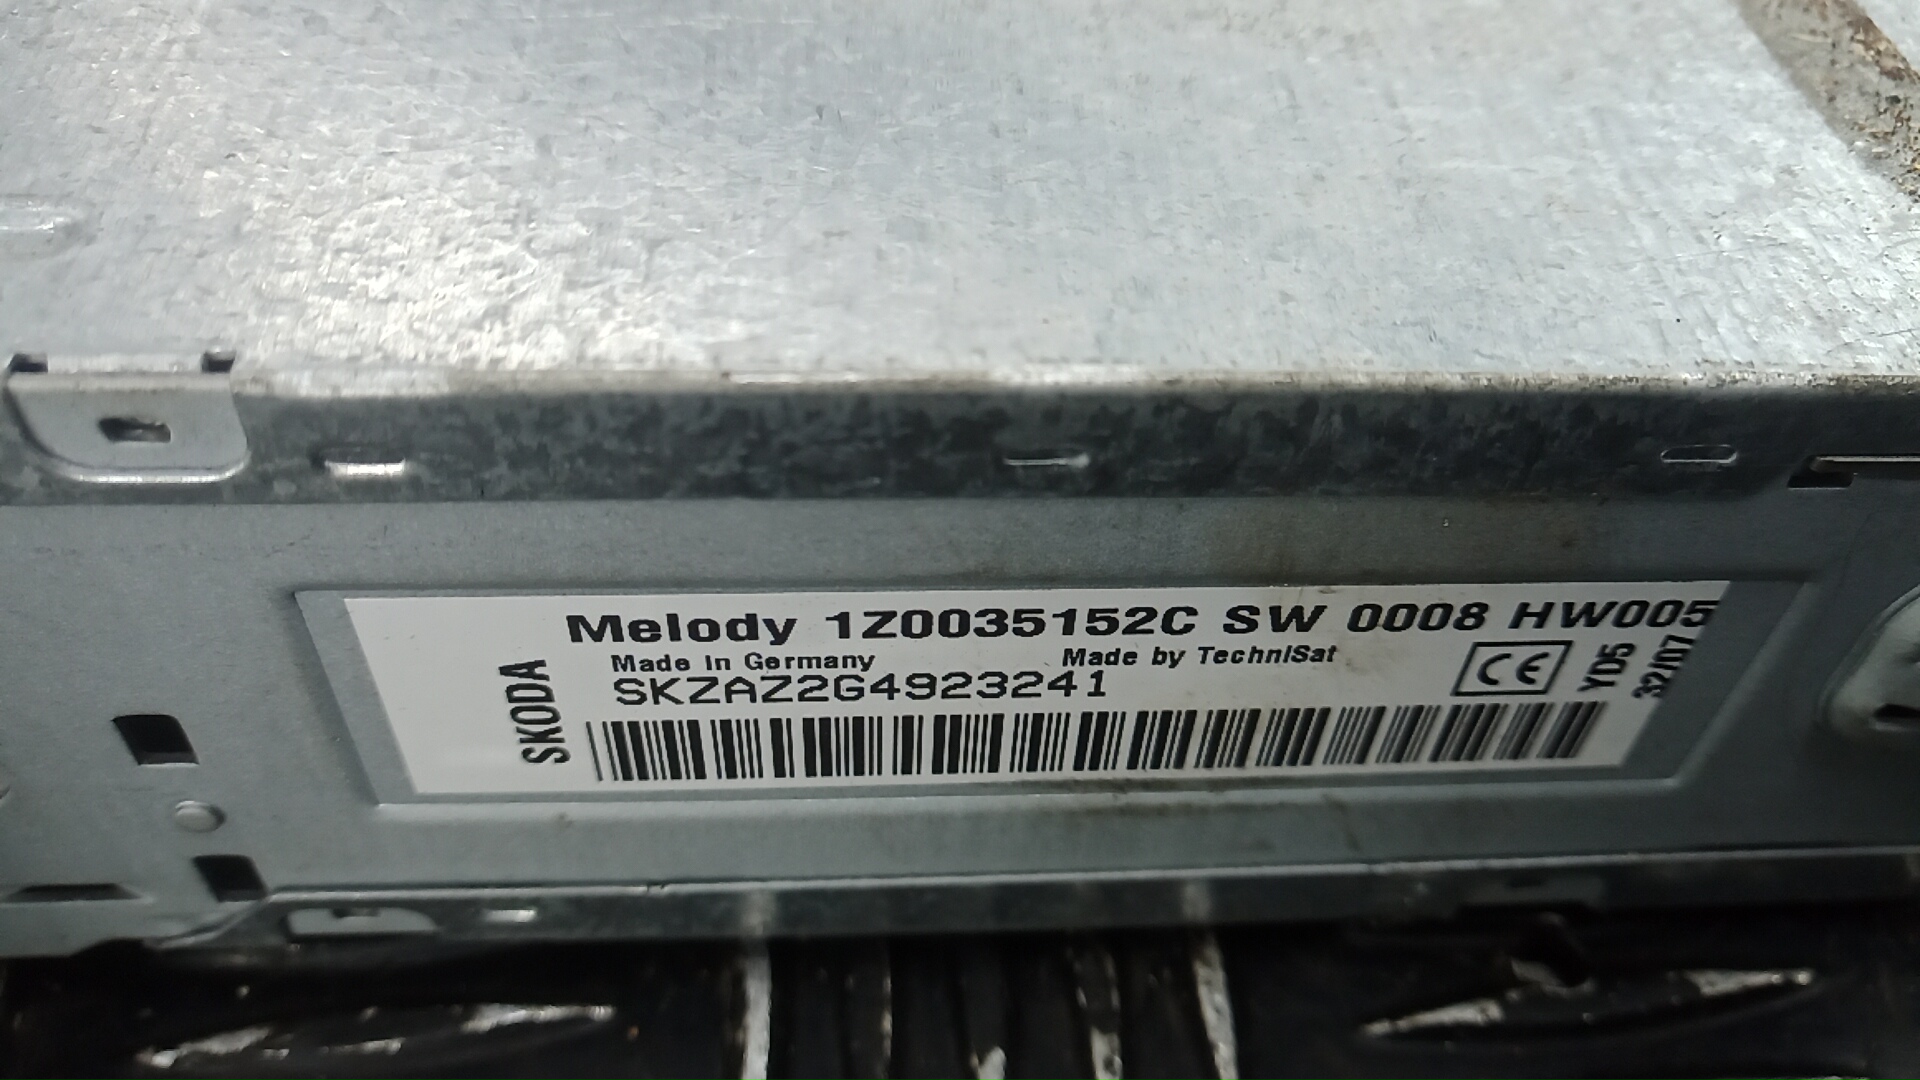 Melody 1Z0035152C SW 0008 HW005
Made in Germany Made by TechniSat
SKZAZ2G4923241
SKODA
CE
YD5
32/07